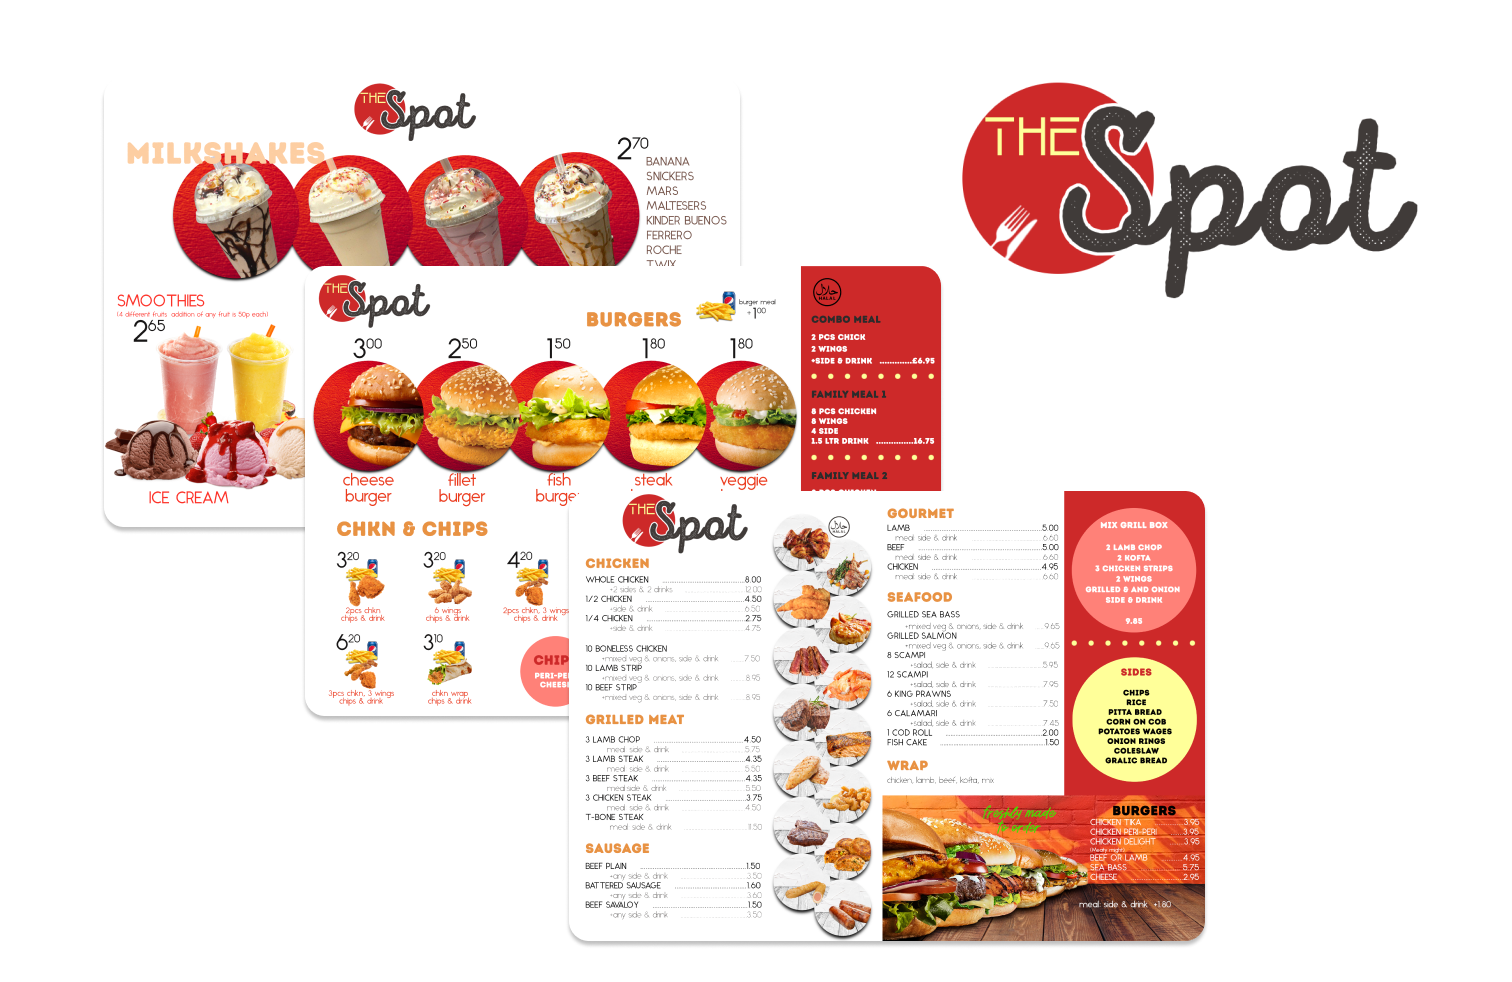 THE Spot
MILKSHAKES
2.70
BANANA
SNICKERS
MARS
MALTESERS
KINDER BUENOS
FERRERO
ROCHE
TWIX
SMOOTHIES
(4 different fruits. addition of any fruit is 50p each)
2.65
ICE CREAM
THE Spot
THE Spot
BURGERS
burger meal
+1.00
3.00
2.50
1.50
1.80
1.80
cheese burger
fillet burger
fish burger
steak
veggie
CHKN & CHIPS
3.20
3.20
4.20
2pcs chkn
chips & drink
6 wings
chips & drink
2pcs chkn, 3 wings
chips & drink
6.20
3.10
3pcs chkn, 3 wings
chips & drink
chkn wrap
chips & drink
CHIP
PERI-PE
CHEESE
حلال
HALAL
COMBO MEAL
2 PCS CHICK
2 WINGS
+SIDE & DRINK .............£6.95
FAMILY MEAL 1
8 PCS CHICKEN
8 WINGS
4 SIDE
1.5 LTR DRINK ...............16.75
FAMILY MEAL 2
THE Spot
حلال
HALAL
CHICKEN
WHOLE CHICKEN 8.00
+2 sides & 2 drinks 12.00
1/2 CHICKEN 4.50
+side & drink 6.50
1/4 CHICKEN 2.75
+side & drink 4.75
10 BONELESS CHICKEN
+mixed veg & onions, side & drink 7.50
10 LAMB STRIP
+mixed veg & onions, side & drink 8.95
10 BEEF STRIP
+mixed veg & onions, side & drink 8.95
GRILLED MEAT
3 LAMB CHOP 4.50
meal: side & drink 5.75
3 LAMB STEAK 4.35
meal: side & drink 5.50
3 BEEF STEAK 4.35
meal:side & drink 5.50
3 CHICKEN STEAK 3.75
meal: side & drink 4.50
T-BONE STEAK
meal: side & drink 11.50
SAUSAGE
BEEF PLAIN 1.50
+any side & drink 3.50
BATTERED SAUSAGE 1.60
+any side & drink 3.60
BEEF SAVALOY 1.50
+any side & drink 3.50
GOURMET
LAMB 5.00
meal: side & drink 6.60
BEEF 5.00
meal: side & drink 6.60
CHICKEN 4.95
meal: side & drink 6.60
SEAFOOD
GRILLED SEA BASS
+mixed veg & onions, side & drink 9.65
GRILLED SALMON
+mixed veg & onions, side & drink 9.65
8 SCAMPI
+salad, side & drink 5.95
12 SCAMPI
+salad, side & drink 7.95
6 KING PRAWNS
+salad, side & drink 7.50
6 CALAMARI
+salad, side & drink 7.45
1 COD ROLL 2.00
FISH CAKE 1.50
WRAP
chicken, lamb, beef, kofta, mix
MIX GRILL BOX
2 LAMB CHOP
2 KOFTA
3 CHICKEN STRIPS
2 WINGS
GRILLED & AND ONION
SIDE & DRINK
9.85
SIDES
CHIPS
RICE
PITTA BREAD
CORN ON COB
POTATOES WAGES
ONION RINGS
COLESLAW
GRALIC BREAD
freshly made
to order
BURGERS
CHICKEN TIKA 3.95
CHICKEN PERI-PERI 3.95
CHICKEN DELIGHT 3.95
(Meaty might)
BEEF OR LAMB 4.95
SEA BASS 5.75
CHEESE 2.95
meal: side & drink +1.80